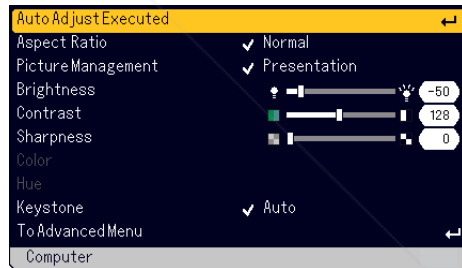 Auto Adjust Executed
Aspect Ratio Normal
Picture Management Presentation
Brightness -50
Contrast 128
Sharpness 0
Color
Hue
Keystone Auto
To Advanced Menu
Computer